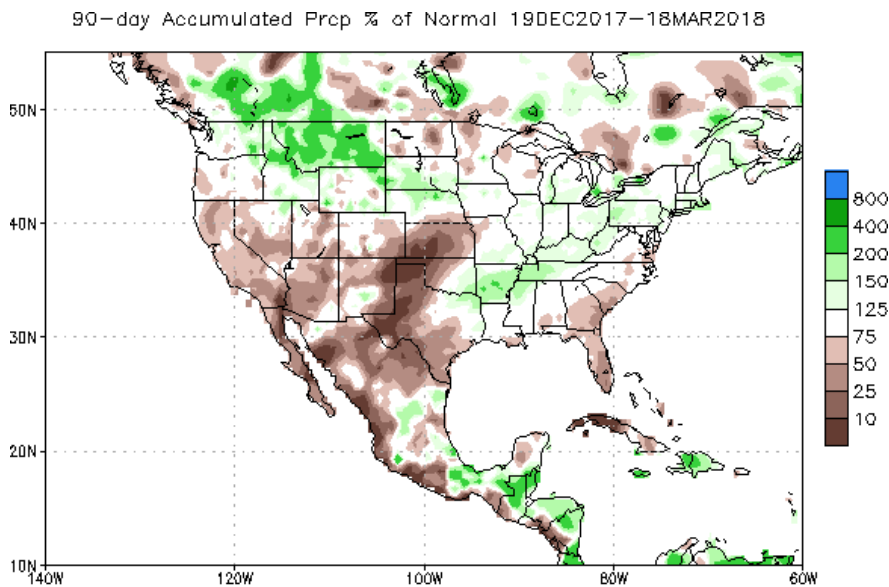 90-day Accumulated Prcp % of Normal 19DEC2017-18MAR2018
50N
40N
30N
20N
10N
140W 120W 100W 80W 60W
800
400
200
150
125
75
50
25
10